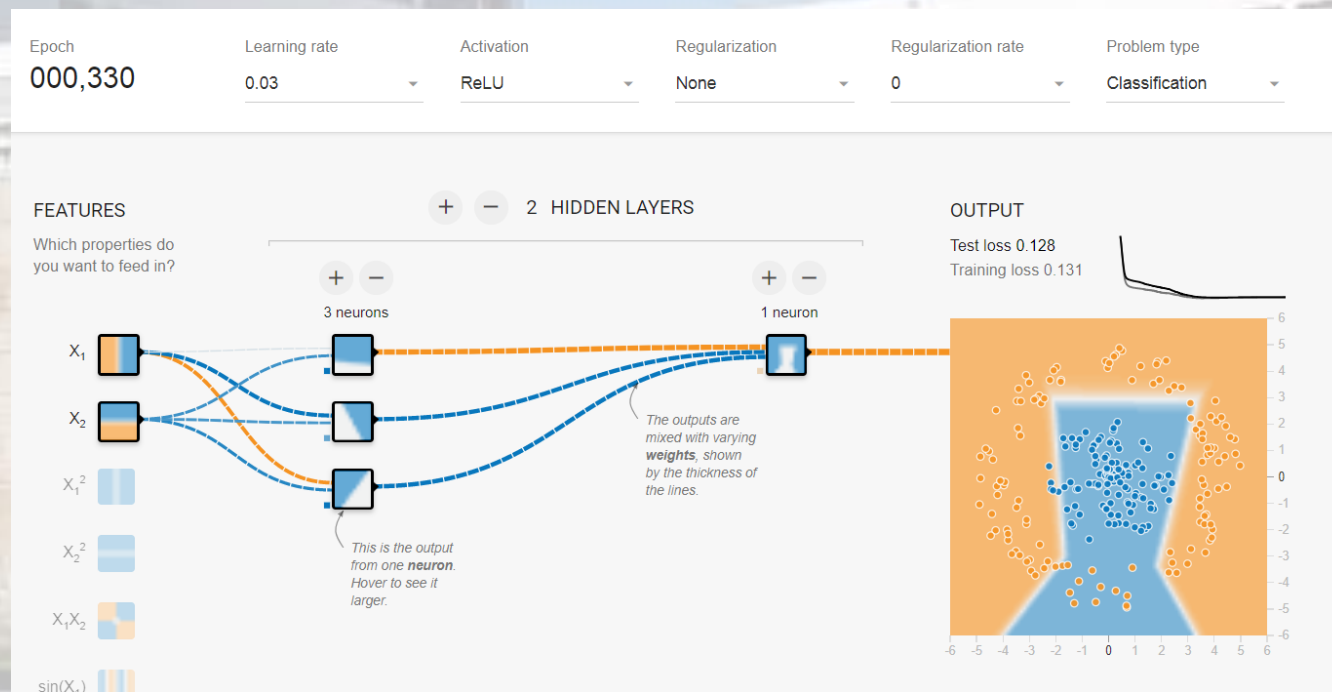 Epoch
000,330
Learning rate
0.03
Activation
ReLU
Regularization
None
Regularization rate
0
Problem type
Classification
FEATURES
Which properties do
you want to feed in?
+ − 2 HIDDEN LAYERS
+ −
3 neurons
+ −
1 neuron
X₁
X₂
X₁²
X₂²
X₁X₂
sin(X₁)
The outputs are
mixed with varying
weights, shown
by the thickness of
the lines.
This is the output
from one neuron.
Hover to see it
larger.
OUTPUT
Test loss 0.128
Training loss 0.131
6
5
4
3
2
1
0
-1
-2
-3
-4
-5
-6
-6 -5 -4 -3 -2 -1 0 1 2 3 4 5 6